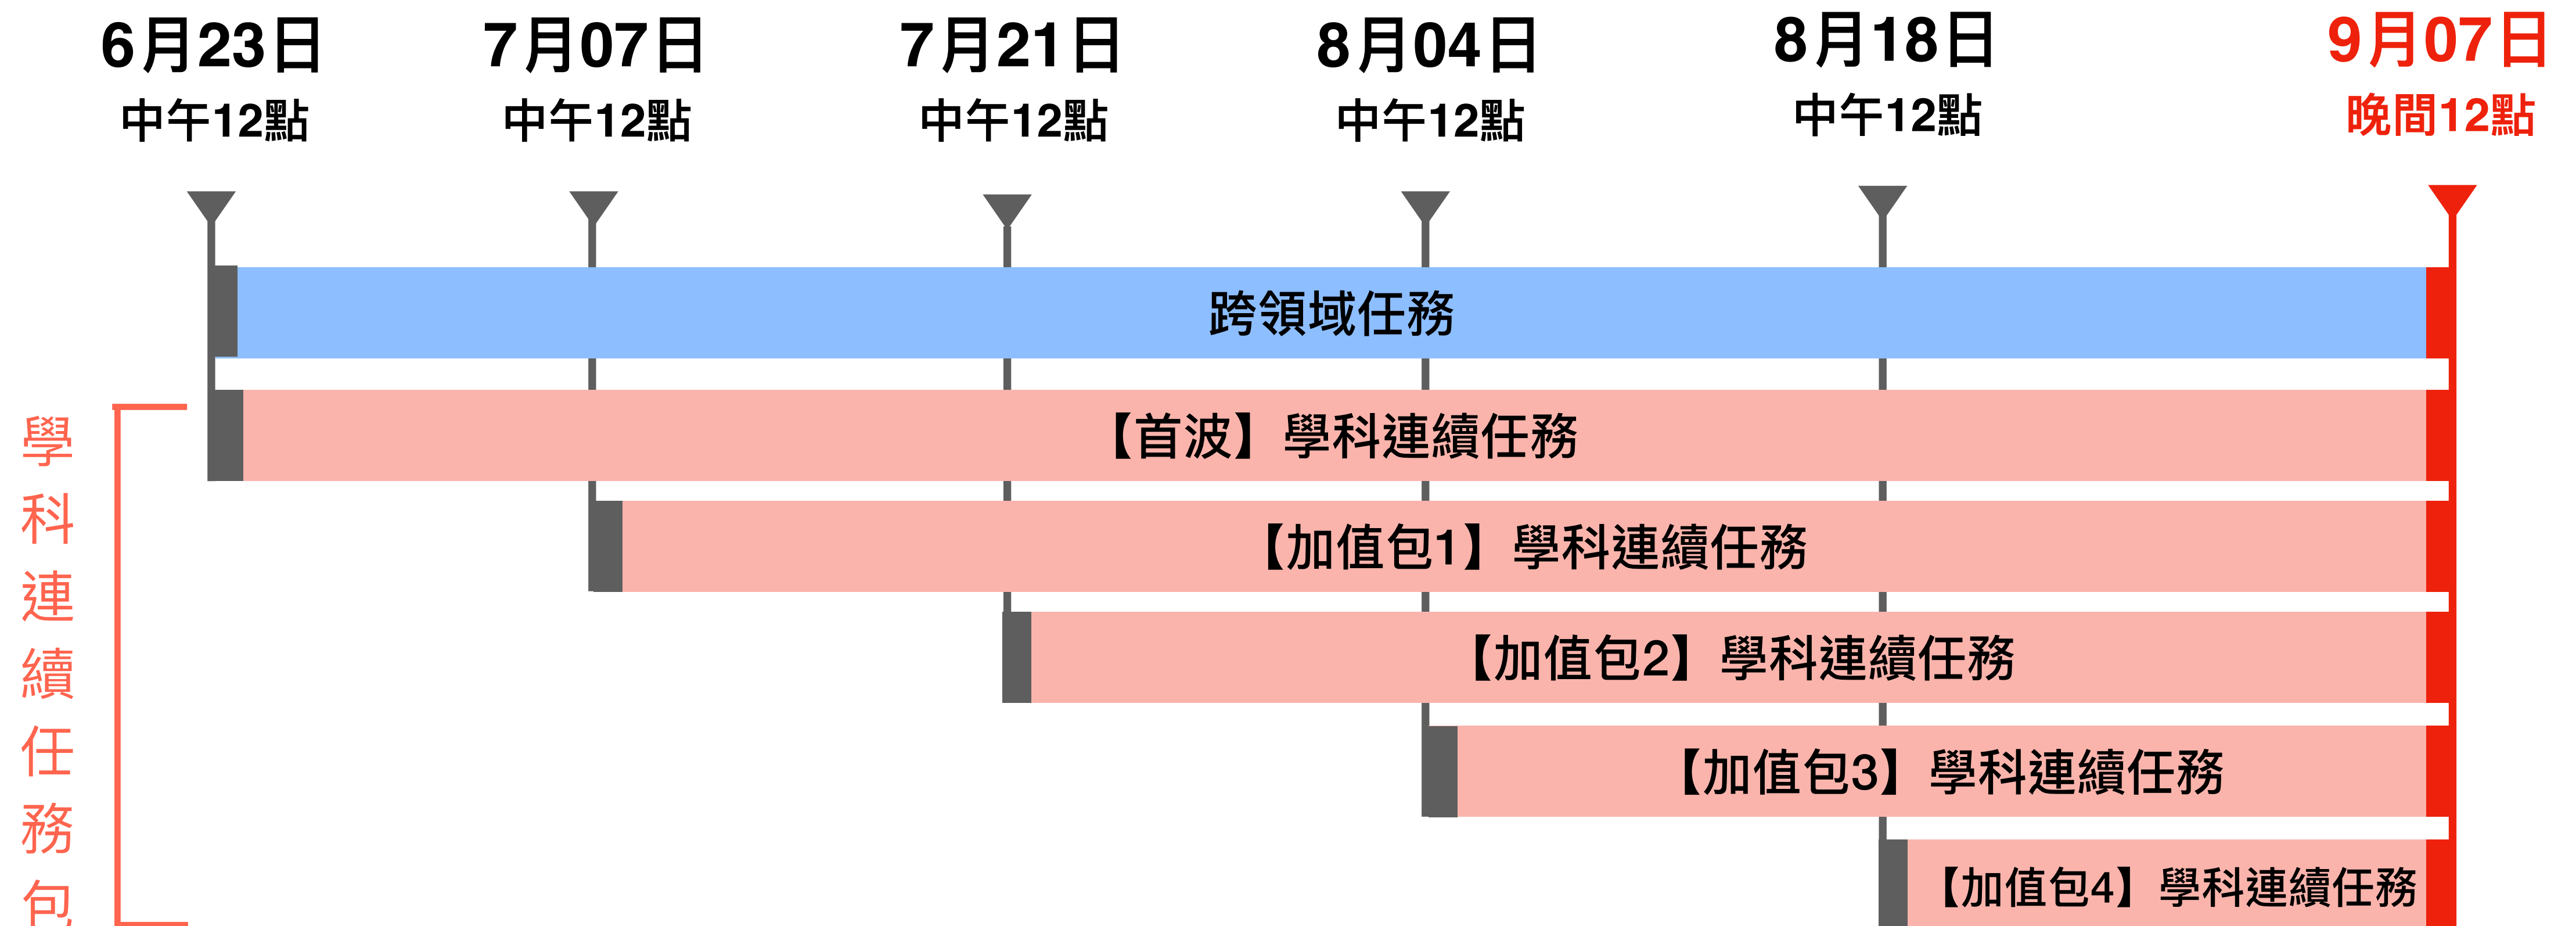 6月23日
中午12點
7月07日
中午12點
7月21日
中午12點
8月04日
中午12點
8月18日
中午12點
9月07日
晚間12點
跨領域任務
【首波】學科連續任務
【加值包1】學科連續任務
【加值包2】學科連續任務
【加值包3】學科連續任務
【加值包4】學科連續任務
學科連續任務包